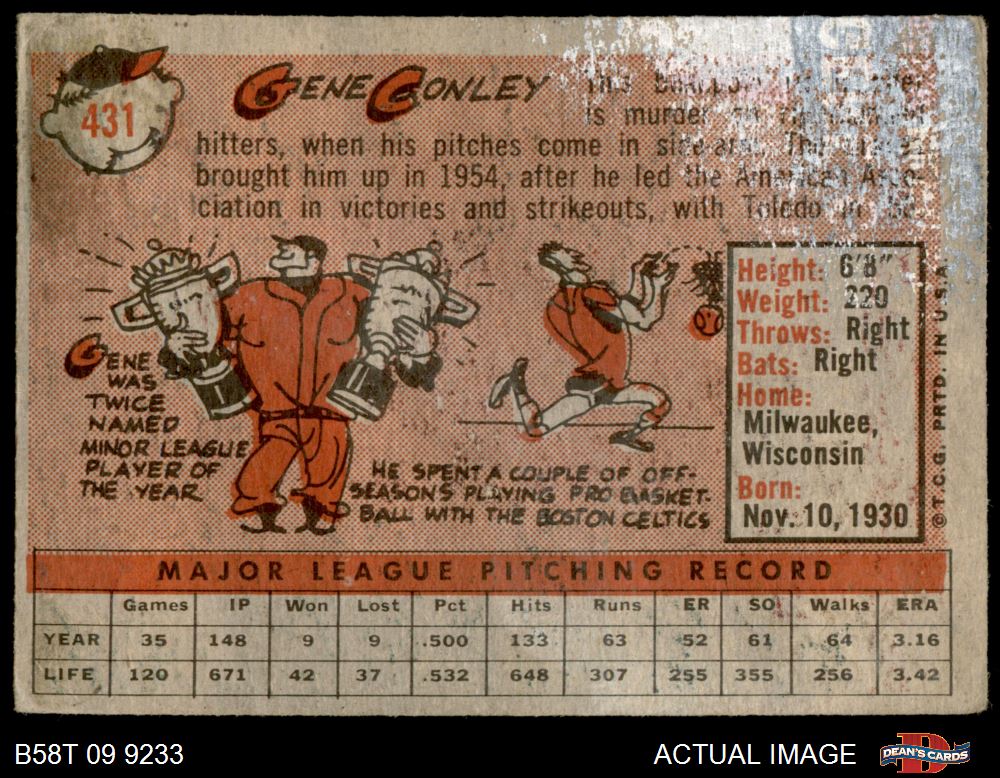 431
GENE CONLEY
is murder
hitters, when his pitches come in
brought him up in 1954, after he led the American Asso-
ciation in victories and strikeouts, with Toledo in
GENE
WAS
TWICE
NAMED
MINOR LEAGUE
PLAYER OF
THE YEAR
HE SPENT A COUPLE OF OFF-
SEASONS PLAYING PRO BASKET-
BALL WITH THE BOSTON CELTICS
Height: 6'8"
Weight: 220
Throws: Right
Bats: Right
Home:
Milwaukee,
Wisconsin
Born:
Nov. 10, 1930
© T.C.G. PRTD. IN U.S.A.
MAJOR LEAGUE PITCHING RECORD
Games IP Won Lost Pct Hits Runs ER SO Walks ERA
YEAR 35 148 9 9 .500 133 63 52 61 64 3.16
LIFE 120 671 42 37 .532 648 307 255 355 256 3.42
B58T 09 9233
ACTUAL IMAGE
DEAN'S CARDS